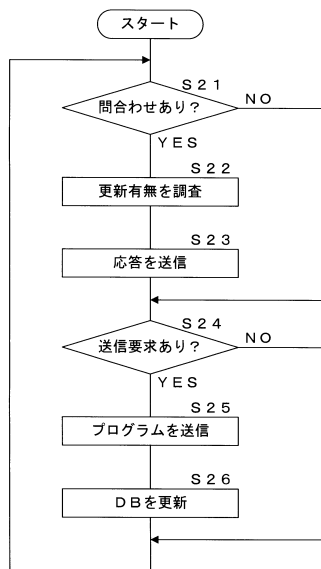 スタート
S21
問合わせあり?
NO
YES
S22
更新有無を調査
S23
応答を送信
S24
送信要求あり?
NO
YES
S25
プログラムを送信
S26
DBを更新